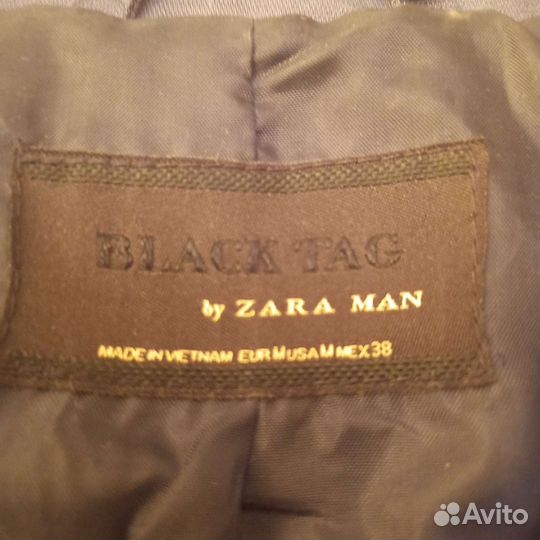 BLACK TAG
by ZARA MAN
MADE IN VIETNAM EUR M USA M MEX 38
Avito